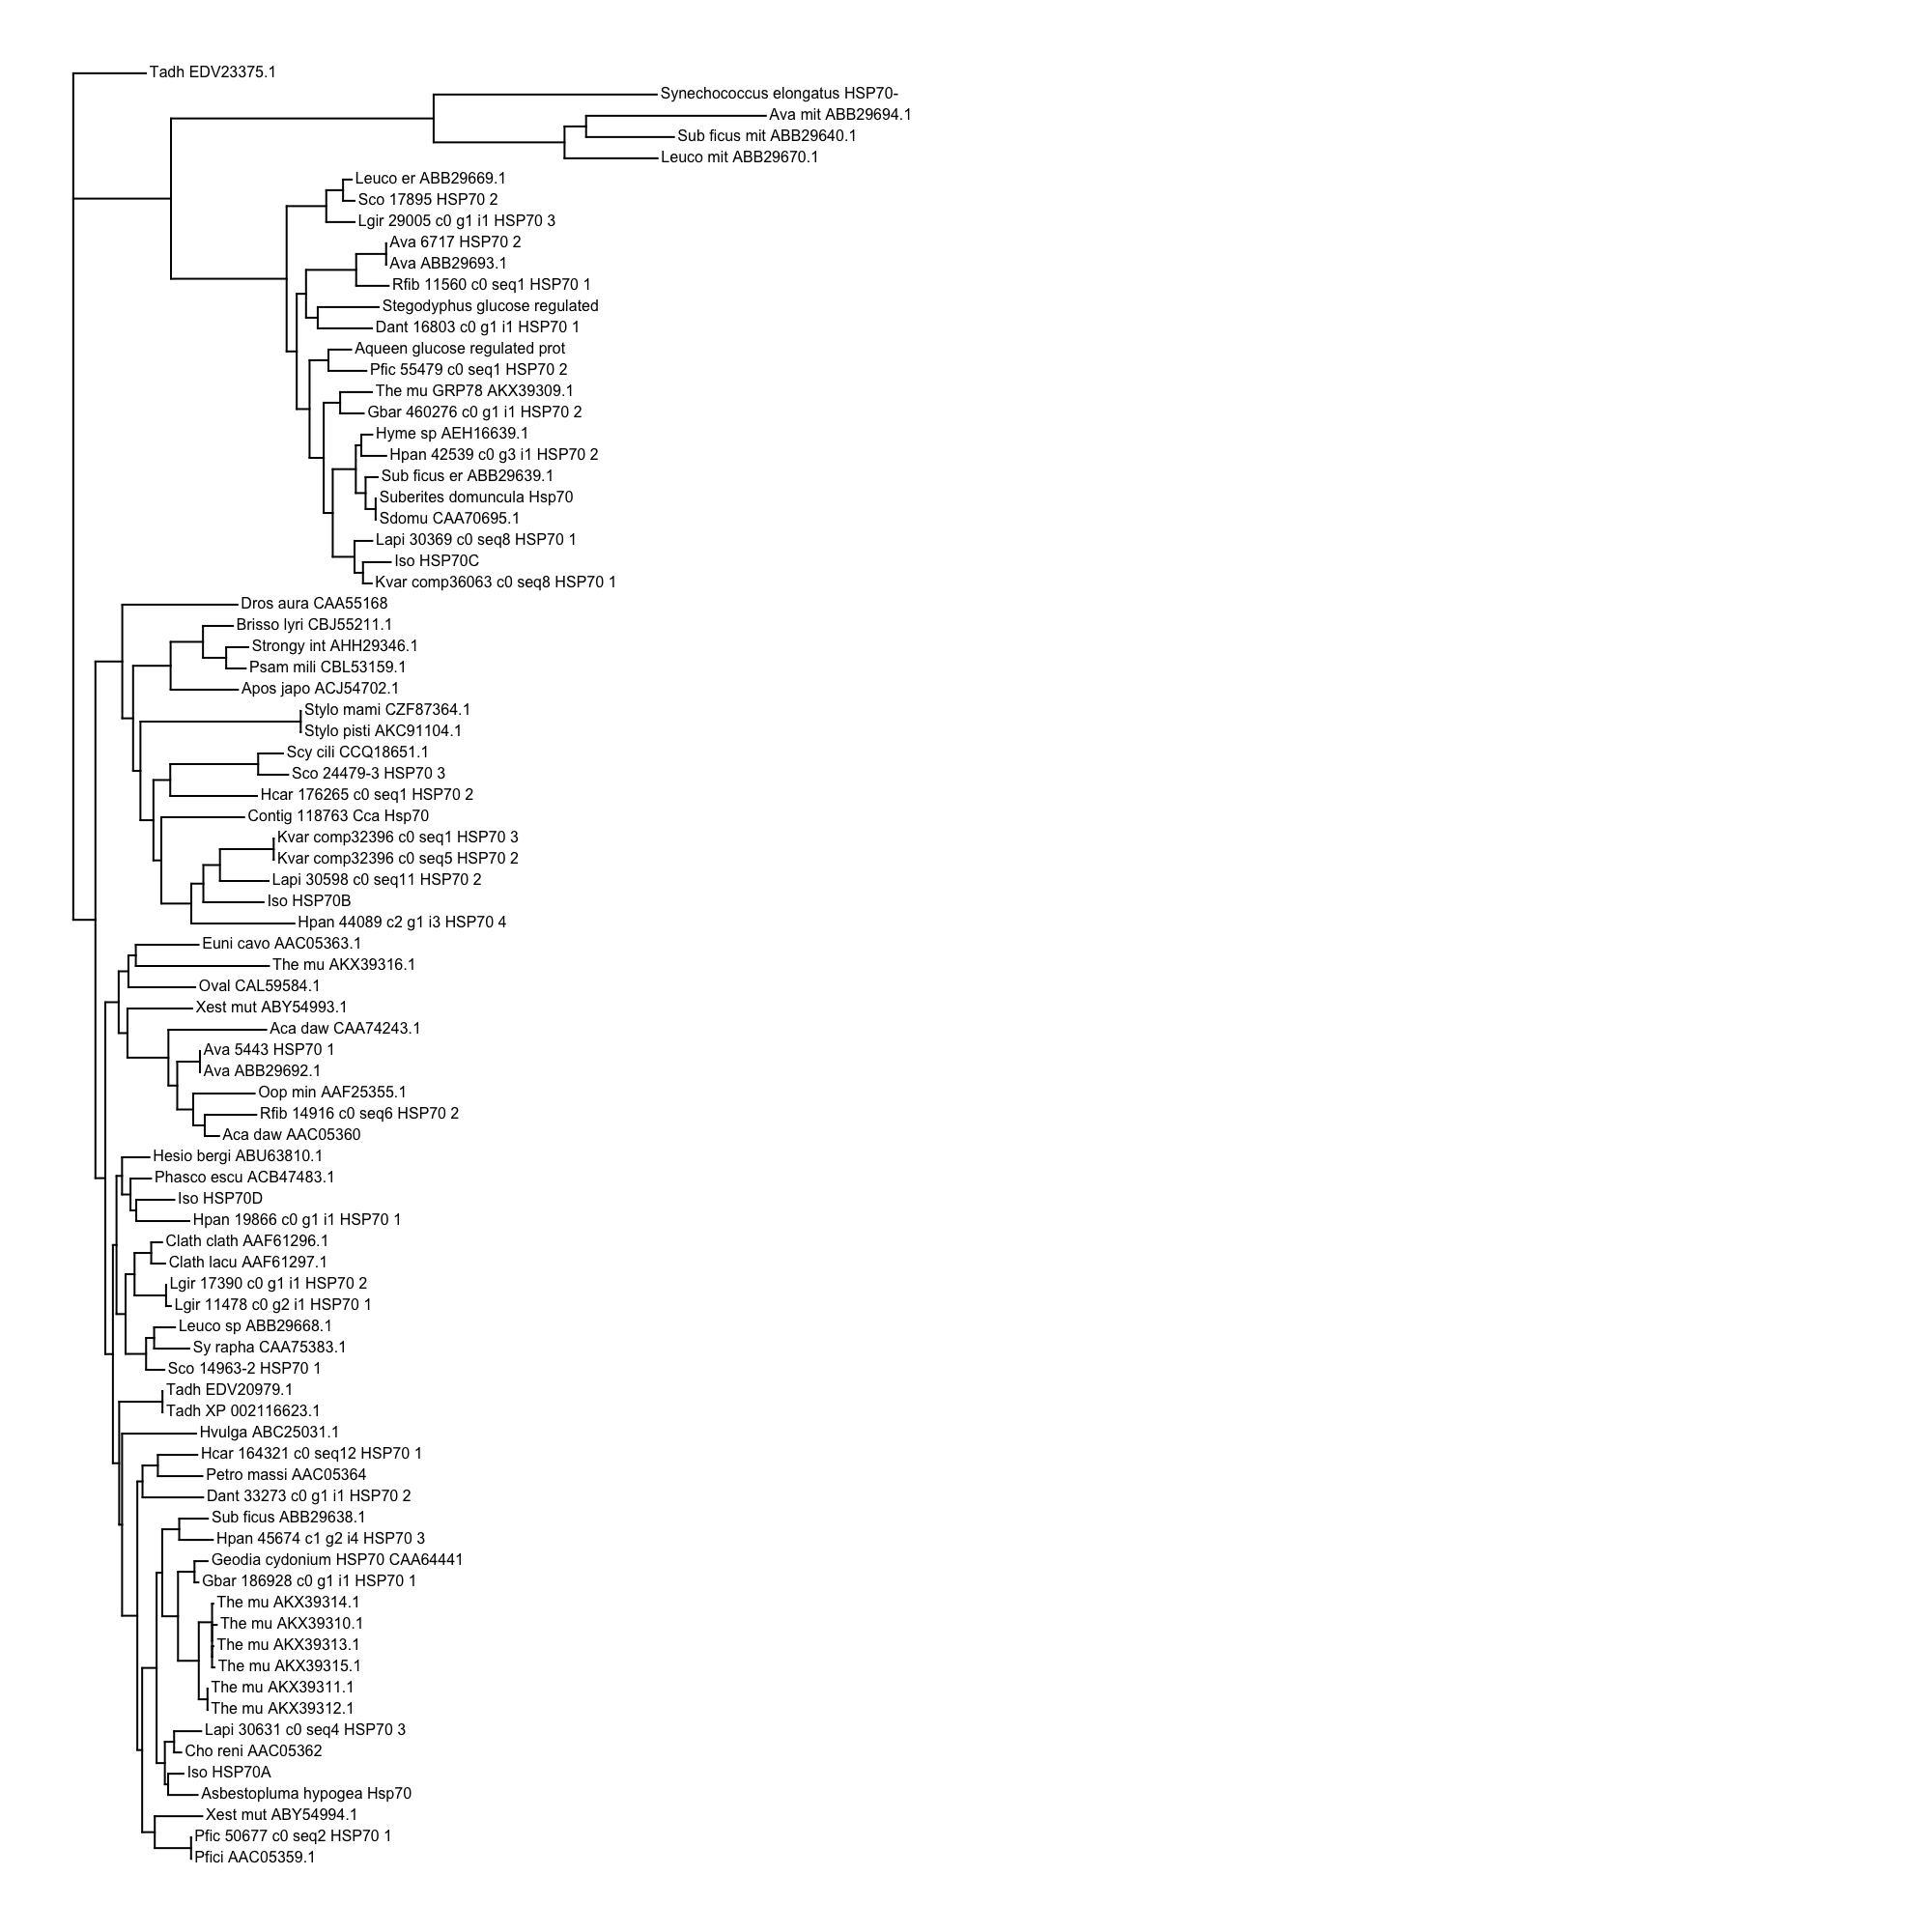 Tadh EDV23375.1
Synechococcus elongatus HSP70-
Ava mit ABB29694.1
Sub ficus mit ABB29640.1
Leuco mit ABB29670.1
Leuco er ABB29669.1
Sco 17895 HSP70 2
Lgir 29005 c0 g1 i1 HSP70 3
Ava 6717 HSP70 2
Ava ABB29693.1
Rfib 11560 c0 seq1 HSP70 1
Stegodyphus glucose regulated
Dant 16803 c0 g1 i1 HSP70 1
Aqueen glucose regulated prot
Pfic 55479 c0 seq1 HSP70 2
The mu GRP78 AKX39309.1
Gbar 460276 c0 g1 i1 HSP70 2
Hyme sp AEH16639.1
Hpan 42539 c0 g3 i1 HSP70 2
Sub ficus er ABB29639.1
Suberites domuncula Hsp70
Sdomu CAA70695.1
Lapi 30369 c0 seq8 HSP70 1
Iso HSP70C
Kvar comp36063 c0 seq8 HSP70 1
Dros aura CAA55168
Brisso lyri CBJ55211.1
Strongy int AHH29346.1
Psam mili CBL53159.1
Apos japo ACJ54702.1
Stylo mami CZF87364.1
Stylo pisti AKC91104.1
Scy cili CCQ18651.1
Sco 24479-3 HSP70 3
Hcar 176265 c0 seq1 HSP70 2
Contig 118763 Cca Hsp70
Kvar comp32396 c0 seq1 HSP70 3
Kvar comp32396 c0 seq5 HSP70 2
Lapi 30598 c0 seq11 HSP70 2
Iso HSP70B
Hpan 44089 c2 g1 i3 HSP70 4
Euni cavo AAC05363.1
The mu AKX39316.1
Oval CAL59584.1
Xest mut ABY54993.1
Aca daw CAA74243.1
Ava 5443 HSP70 1
Ava ABB29692.1
Oop min AAF25355.1
Rfib 14916 c0 seq6 HSP70 2
Aca daw AAC05360
Hesio bergi ABU63810.1
Phasco escu ACB47483.1
Iso HSP70D
Hpan 19866 c0 g1 i1 HSP70 1
Clath clath AAF61296.1
Clath lacu AAF61297.1
Lgir 17390 c0 g1 i1 HSP70 2
Lgir 11478 c0 g2 i1 HSP70 1
Leuco sp ABB29668.1
Sy rapha CAA75383.1
Sco 14963-2 HSP70 1
Tadh EDV20979.1
Tadh XP 002116623.1
Hvulga ABC25031.1
Hcar 164321 c0 seq12 HSP70 1
Petro massi AAC05364
Dant 33273 c0 g1 i1 HSP70 2
Sub ficus ABB29638.1
Hpan 45674 c1 g2 i4 HSP70 3
Geodia cydonium HSP70 CAA64441
Gbar 186928 c0 g1 i1 HSP70 1
The mu AKX39314.1
The mu AKX39310.1
The mu AKX39313.1
The mu AKX39315.1
The mu AKX39311.1
The mu AKX39312.1
Lapi 30631 c0 seq4 HSP70 3
Cho reni AAC05362
Iso HSP70A
Asbestopluma hypogea Hsp70
Xest mut ABY54994.1
Pfic 50677 c0 seq2 HSP70 1
Pfici AAC05359.1